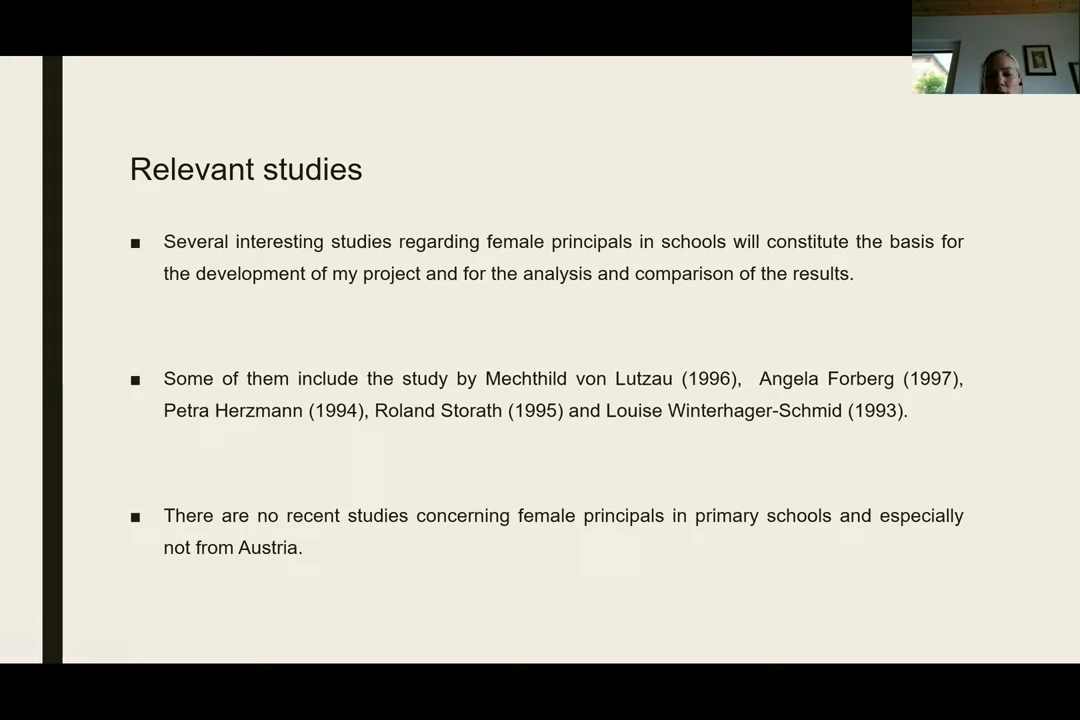 Relevant studies
■ Several interesting studies regarding female principals in schools will constitute the basis for
the development of my project and for the analysis and comparison of the results.
■ Some of them include the study by Mechthild von Lutzau (1996), Angela Forberg (1997),
Petra Herzmann (1994), Roland Storath (1995) and Louise Winterhager-Schmid (1993).
■ There are no recent studies concerning female principals in primary schools and especially
not from Austria.